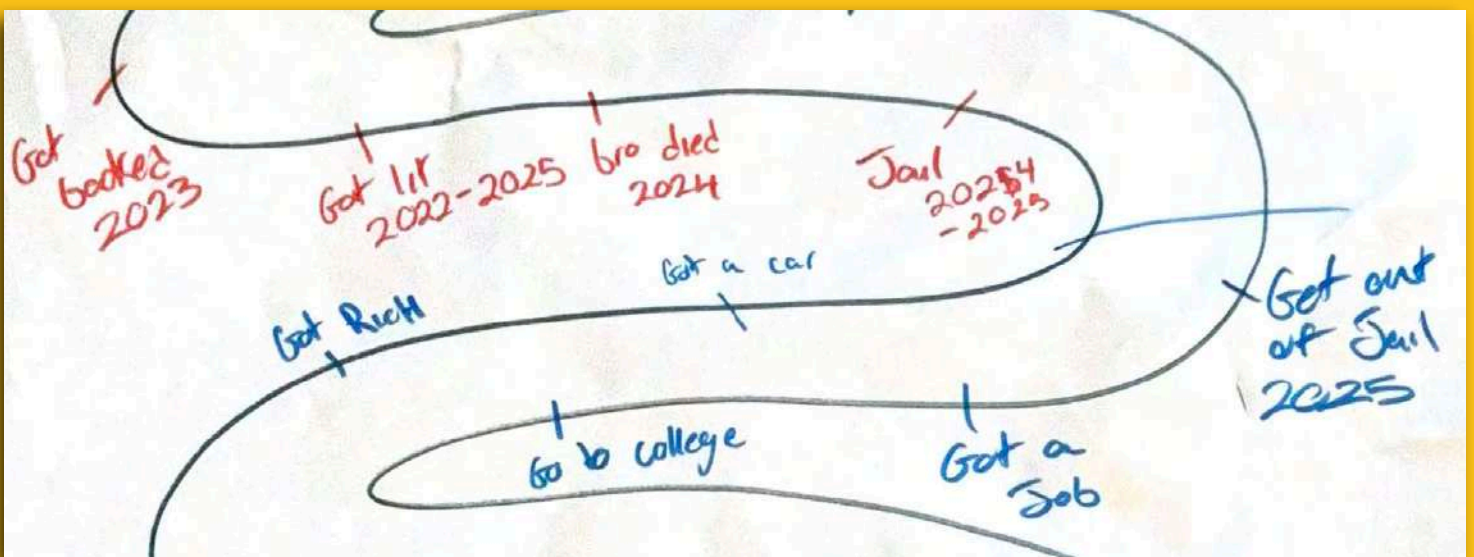 Got
booked
2023
Got lit
2022-2025
bro died
2024
Jail
2024
-2025
Got a car
Got Rich
Get out
of Jail
2025
Go to college
Got a
Job